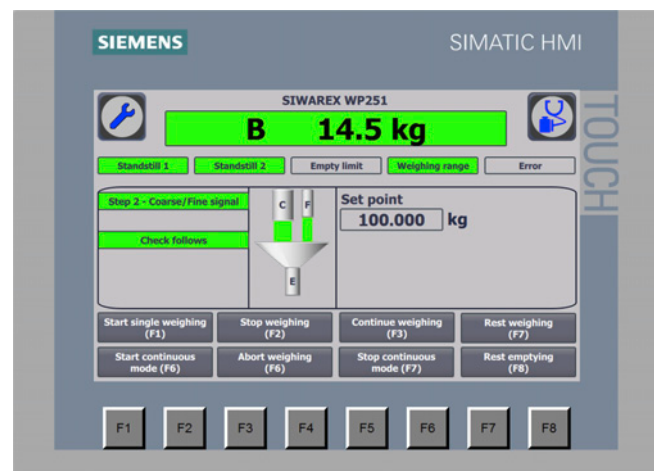 SIEMENS
SIMATIC HMI
TOUCH
SIWAREX WP251
B 14.5 kg
Standstill 1
Standstill 2
Empty limit
Weighing range
Error
Step 2 - Coarse/Fine signal
Check follows
C
F
E
Set point
100.000 kg
Start single weighing
(F1)
Stop weighing
(F2)
Continue weighing
(F3)
Rest weighing
(F7)
Start continuous
mode (F6)
Abort weighing
(F6)
Stop continuous
mode (F7)
Rest emptying
(F8)
F1
F2
F3
F4
F5
F6
F7
F8